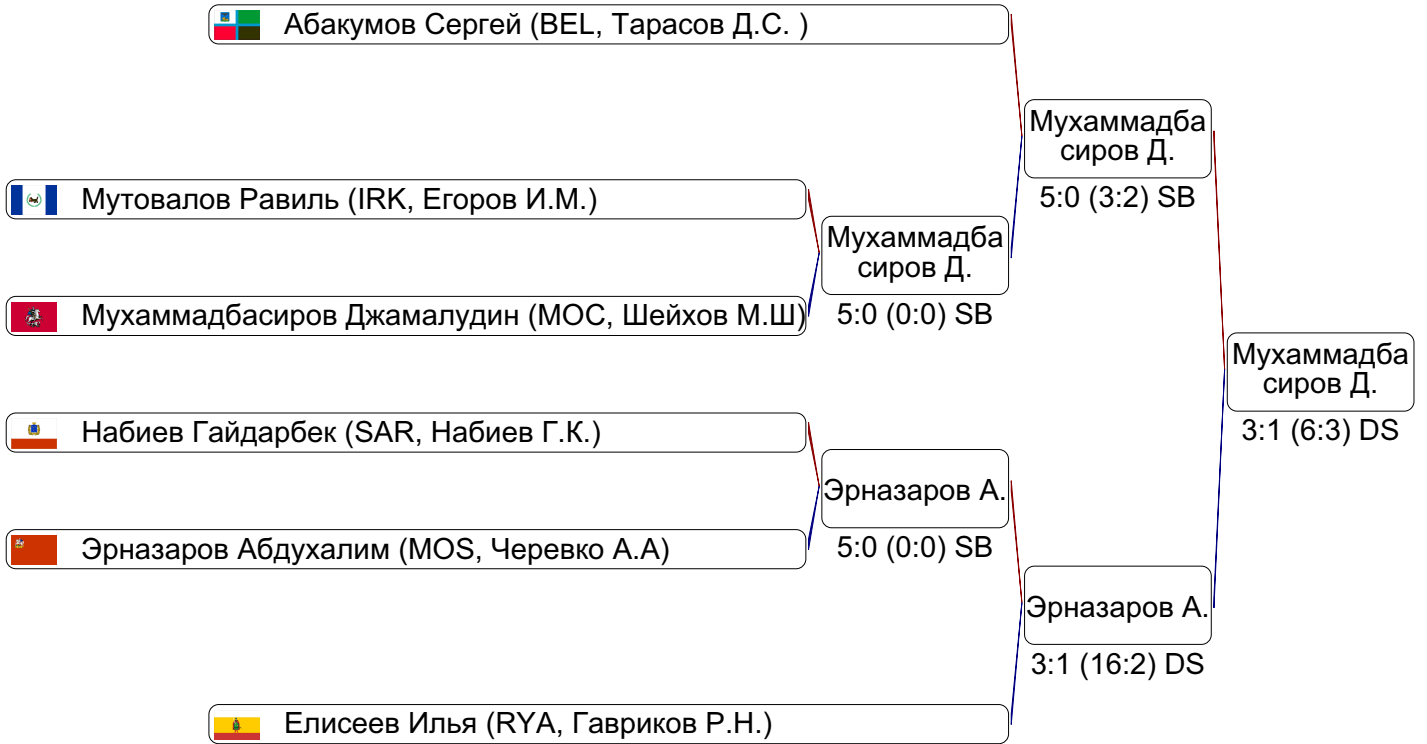 Абакумов Сергей (BEL, Тарасов Д.С. )
Мухаммадба
сиров Д.
5:0 (3:2) SB
Мутовалов Равиль (IRK, Егоров И.М.)
Мухаммадба
сиров Д.
5:0 (0:0) SB
Мухаммадбасиров Джамалудин (МОС, Шейхов М.Ш)
Мухаммадба
сиров Д.
3:1 (6:3) DS
Набиев Гайдарбек (SAR, Набиев Г.К.)
Эрназаров А.
5:0 (0:0) SB
Эрназаров Абдухалим (MOS, Черевко А.А)
Эрназаров А.
3:1 (16:2) DS
Елисеев Илья (RYA, Гавриков Р.Н.)